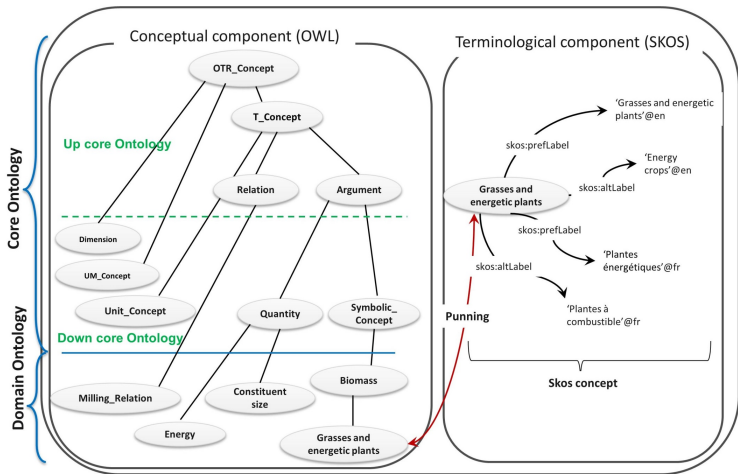 Conceptual component (OWL)
Terminological component (SKOS)
OTR_Concept
T_Concept
Up core Ontology
Relation
Argument
Dimension
UM_Concept
Unit_Concept
Quantity
Symbolic_
Concept
Down core Ontology
Milling_Relation
Constituent
size
Biomass
Energy
Grasses and
energetic plants
Core Ontology
Domain Ontology
'Grasses and energetic
plants'@en
skos:prefLabel
'Energy
crops'@en
skos:altLabel
Grasses and
energetic plants
skos:prefLabel
'Plantes
énergétiques'@fr
skos:altLabel
'Plantes à
combustible'@fr
Punning
Skos concept